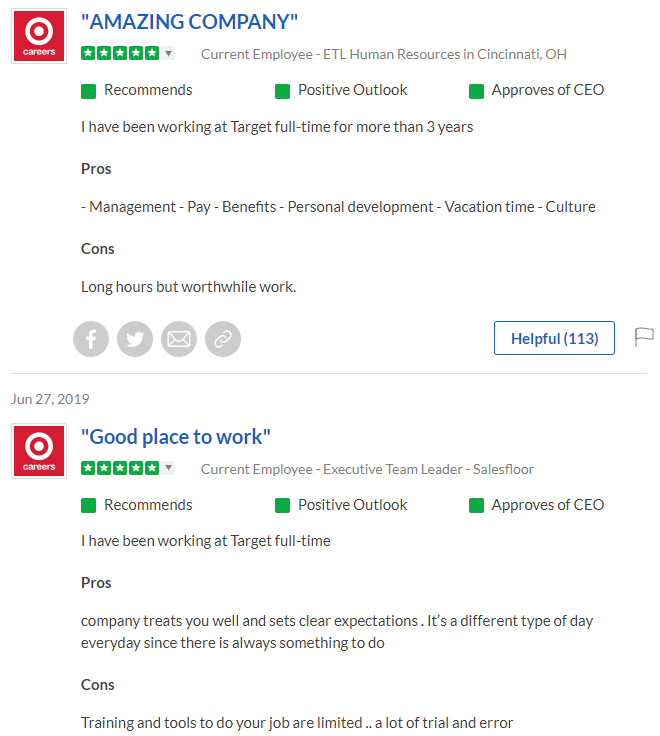 "AMAZING COMPANY"
careers
Current Employee - ETL Human Resources in Cincinnati, OH
Recommends
Positive Outlook
Approves of CEO
I have been working at Target full-time for more than 3 years
Pros
- Management - Pay - Benefits - Personal development - Vacation time - Culture
Cons
Long hours but worthwhile work.
Helpful (113)
Jun 27, 2019
"Good place to work"
careers
Current Employee - Executive Team Leader - Salesfloor
Recommends
Positive Outlook
Approves of CEO
I have been working at Target full-time
Pros
company treats you well and sets clear expectations . It’s a different type of day
everyday since there is always something to do
Cons
Training and tools to do your job are limited .. a lot of trial and error